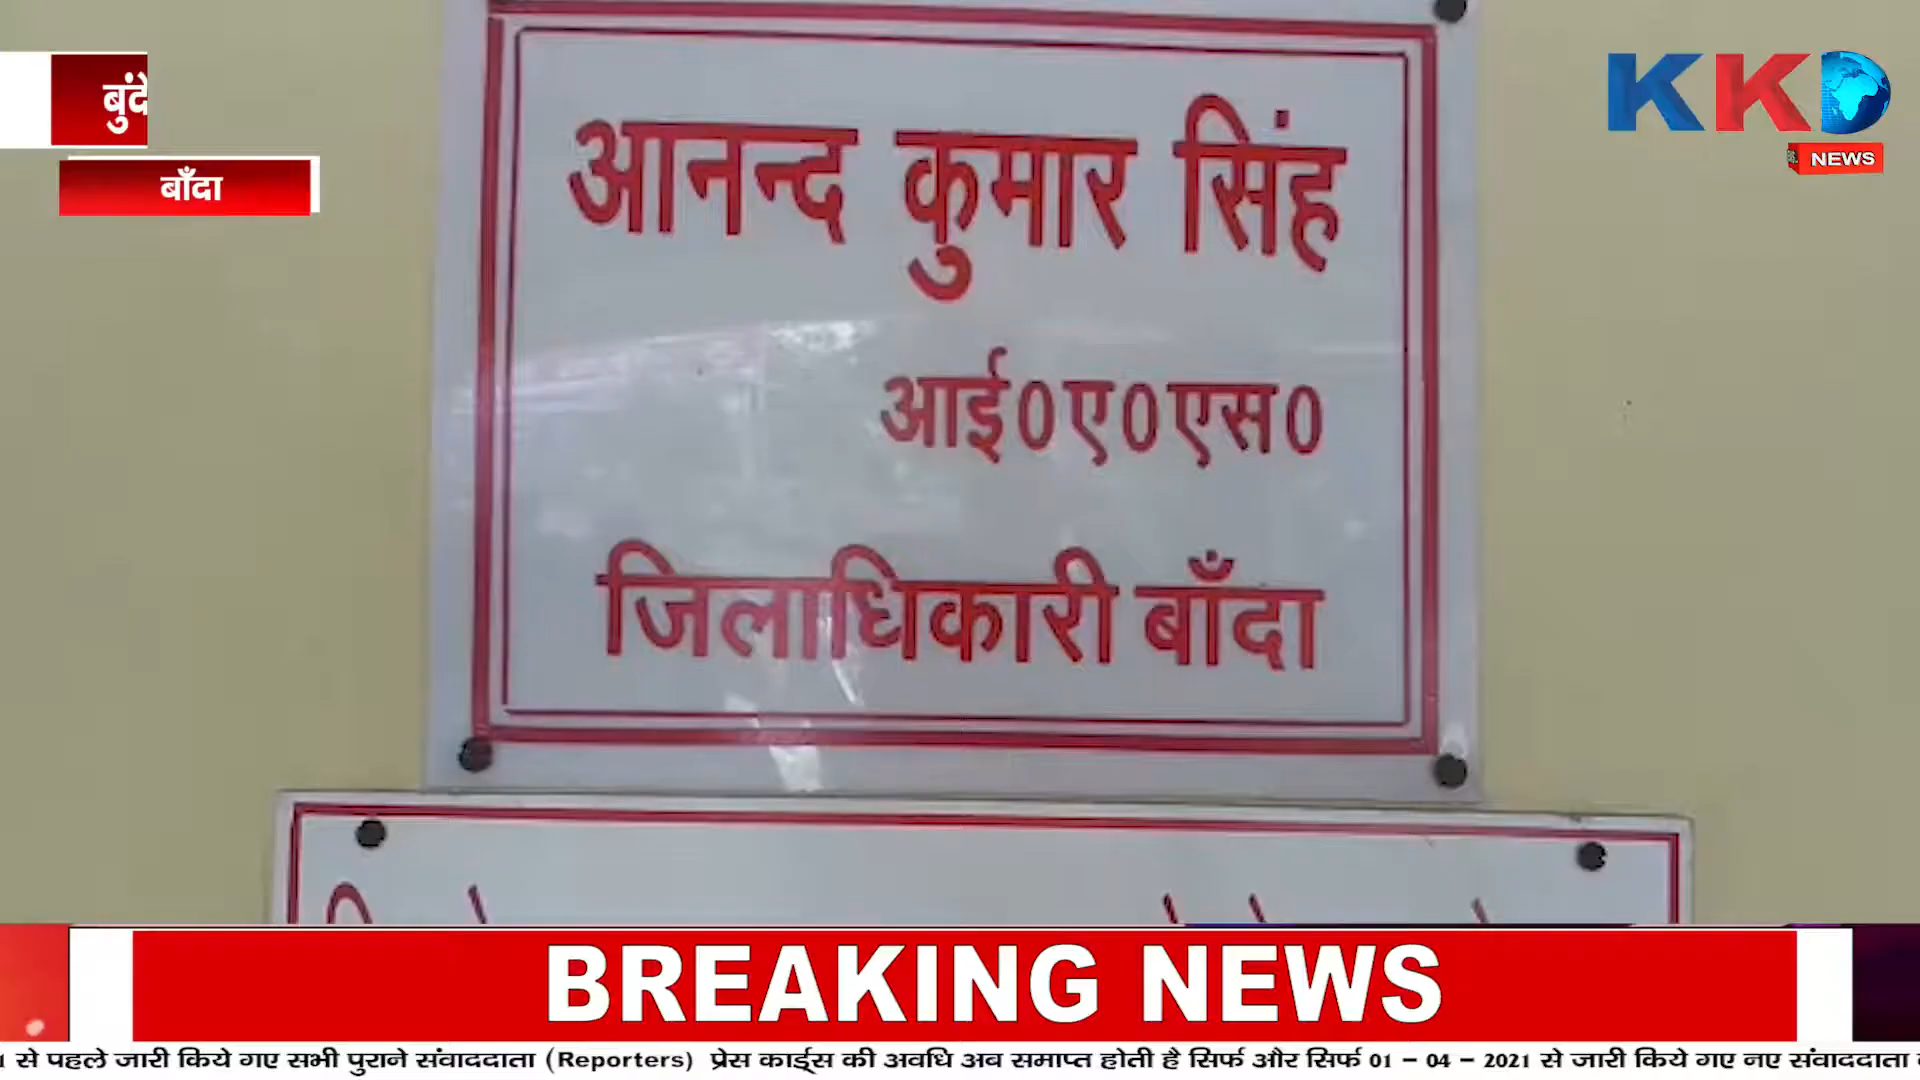 बाँदा
KKD
NEWS
आनन्द कुमार सिंह
आई०ए०एस०
जिलाधिकारी बाँदा
BREAKING NEWS
से पहले जारी किये गए सभी पुराने संवाददाता (Reporters) प्रेस कार्ड्स की अवधि अब समाप्त होती है सिर्फ और सिर्फ 01 - 04 - 2021 से जारी किये गए नए संवाददाता